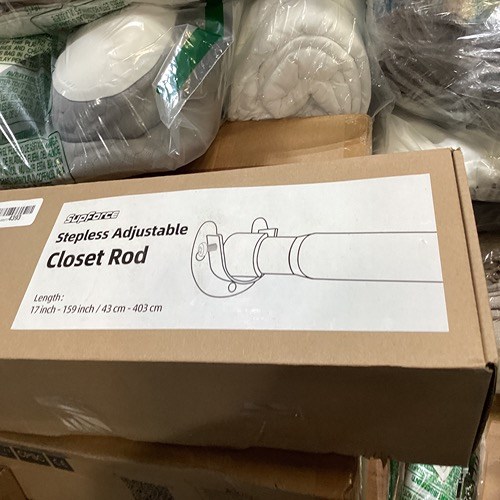 SupForce
Stepless Adjustable
Closet Rod
Length:
17 inch - 159 inch / 43 cm - 403 cm